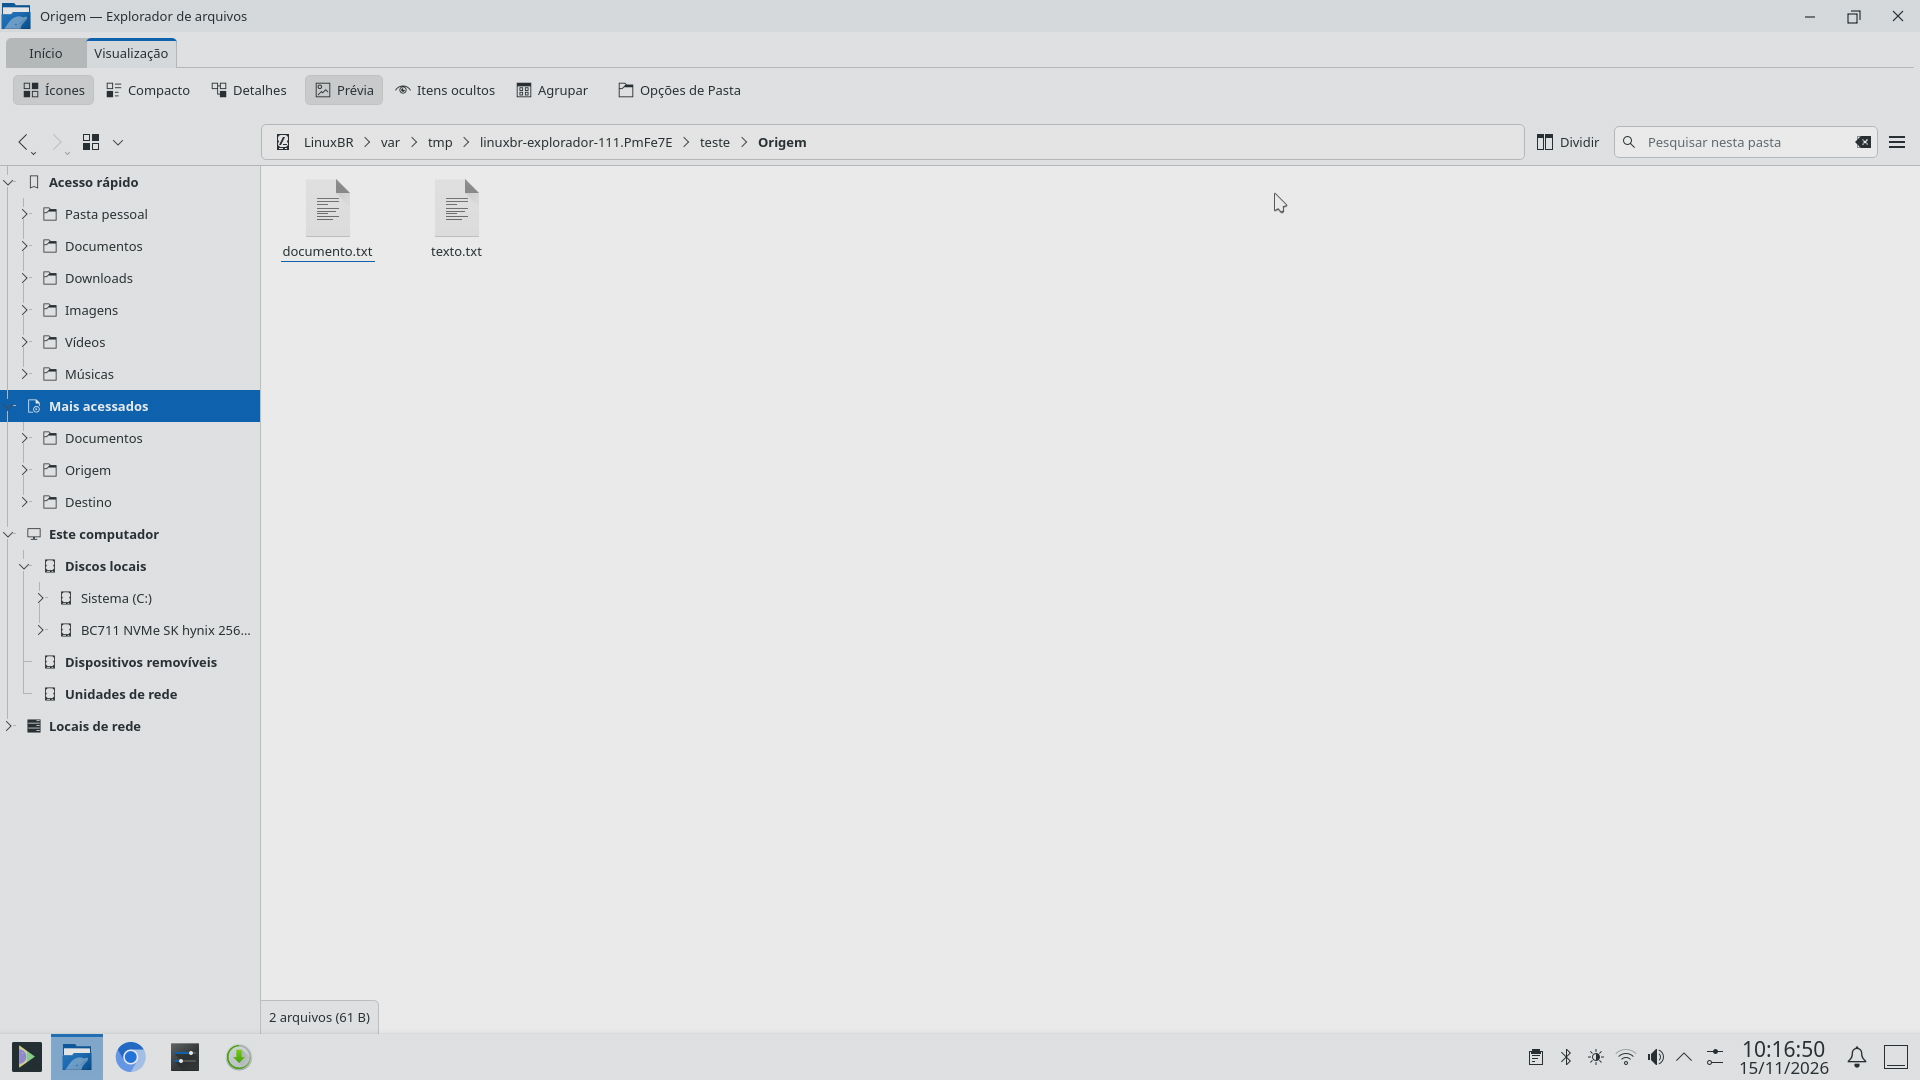 Origem — Explorador de arquivos
Início Visualização
Ícones Compacto Detalhes Prévia Itens ocultos Agrupar Opções de Pasta
LinuxBR var tmp linuxbr-explorador-111.PmFe7E teste Origem Dividir Pesquisar nesta pasta
Acesso rápido
Pasta pessoal
Documentos
Downloads
Imagens
Vídeos
Músicas
Mais acessados
Documentos
Origem
Destino
Este computador
Discos locais
Sistema (C:)
BC711 NVMe SK hynix 256...
Dispositivos removíveis
Unidades de rede
Locais de rede
documento.txt texto.txt
2 arquivos (61 B)
10:16:50
15/11/2026